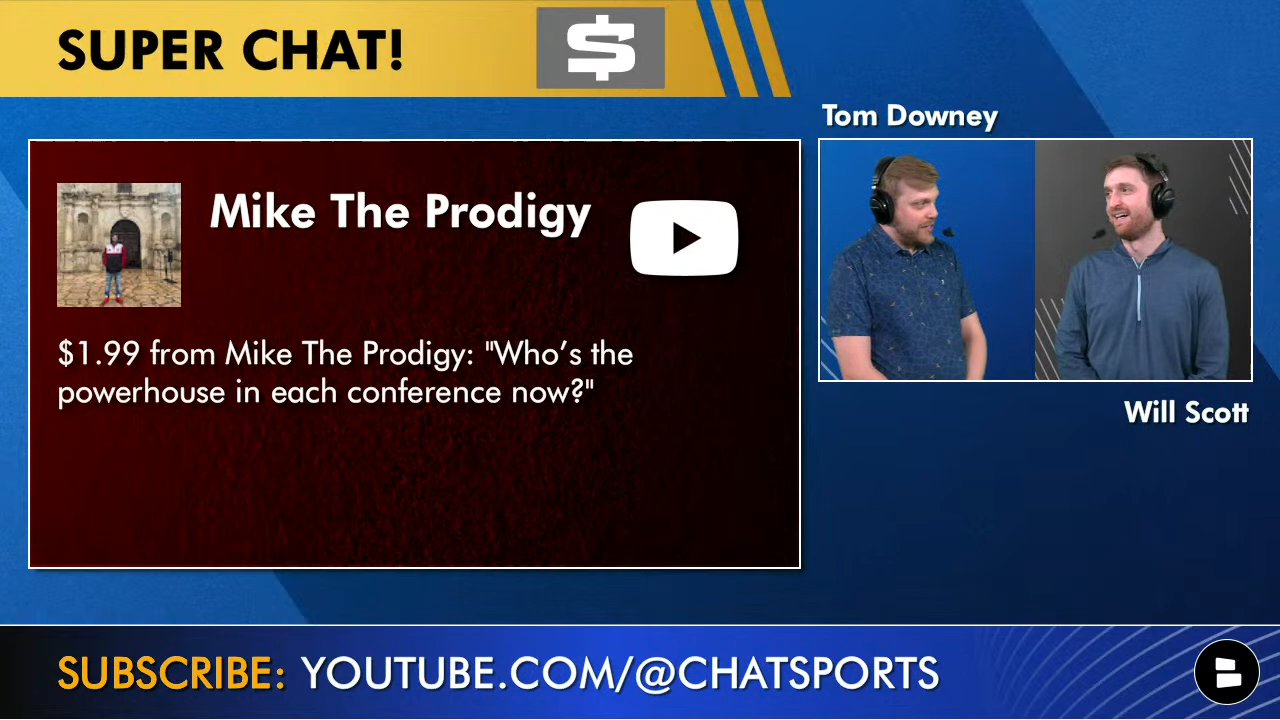 SUPER CHAT!
$
Tom Downey
Mike The Prodigy
$1.99 from Mike The Prodigy: "Who’s the
powerhouse in each conference now?"
Will Scott
SUBSCRIBE: YOUTUBE.COM/@CHATSPORTS